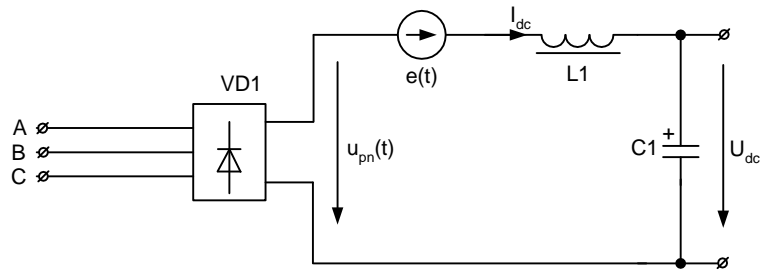 I_dc
e(t)
L1
VD1
A
B
C
u_pn(t)
+
C1
U_dc